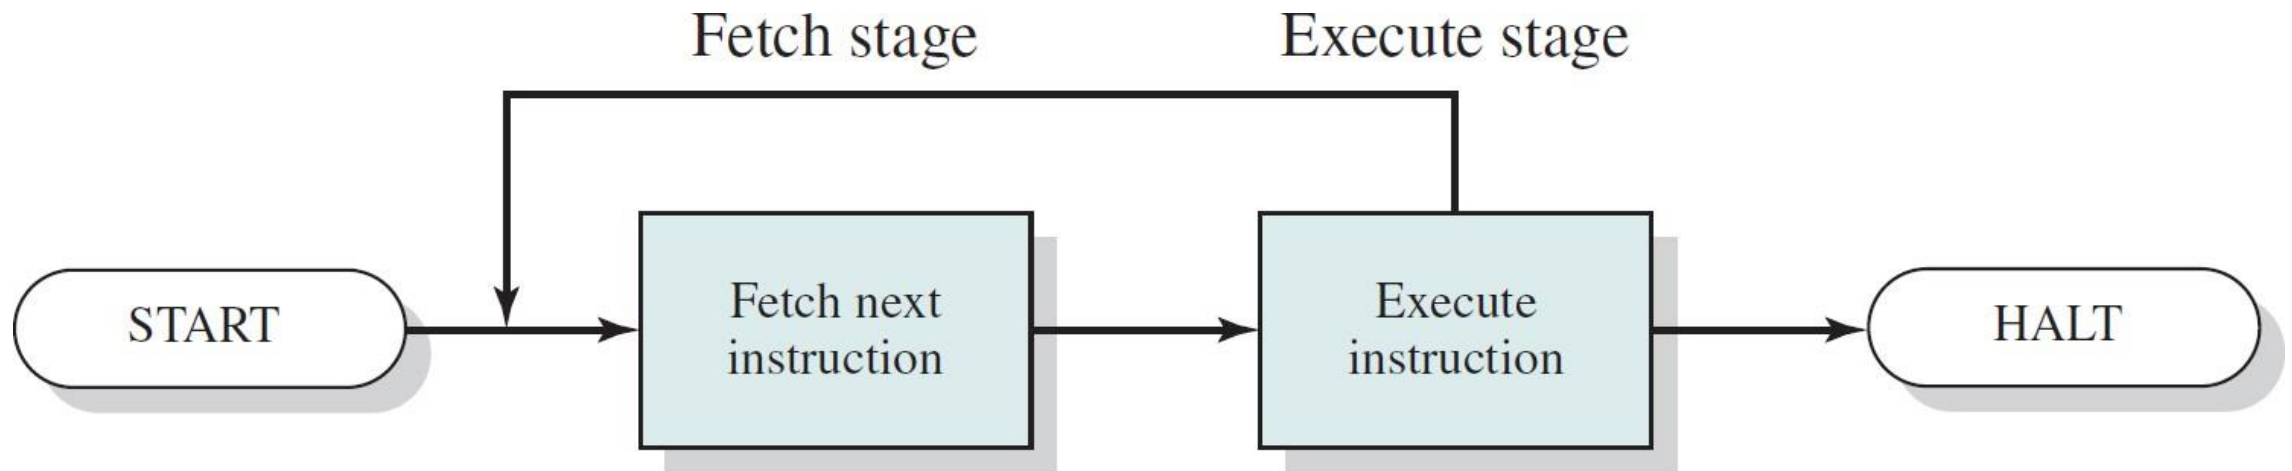 Fetch stage
Execute stage
START
Fetch next
instruction
Execute
instruction
HALT